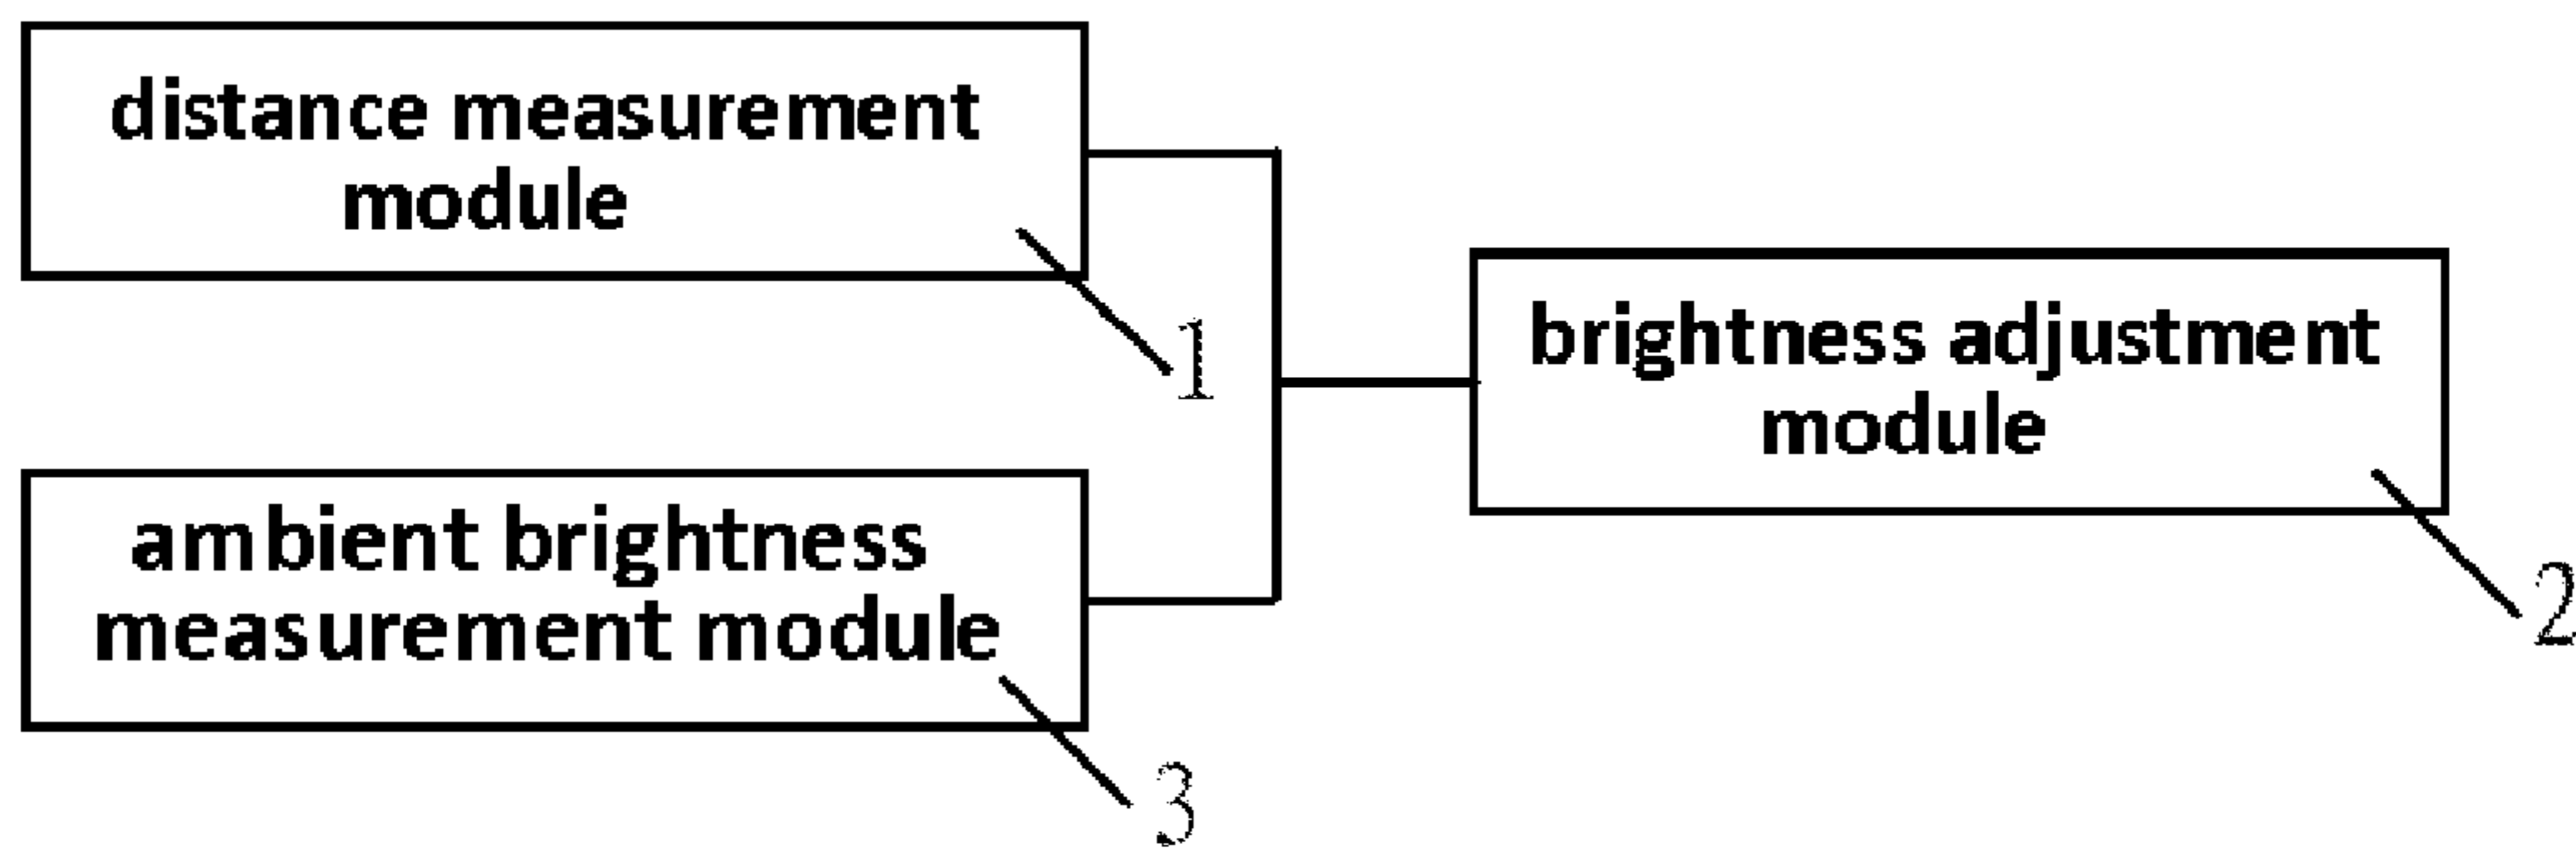 distance measurement
module
1
brightness adjustment
module
2
ambient brightness
measurement module
3